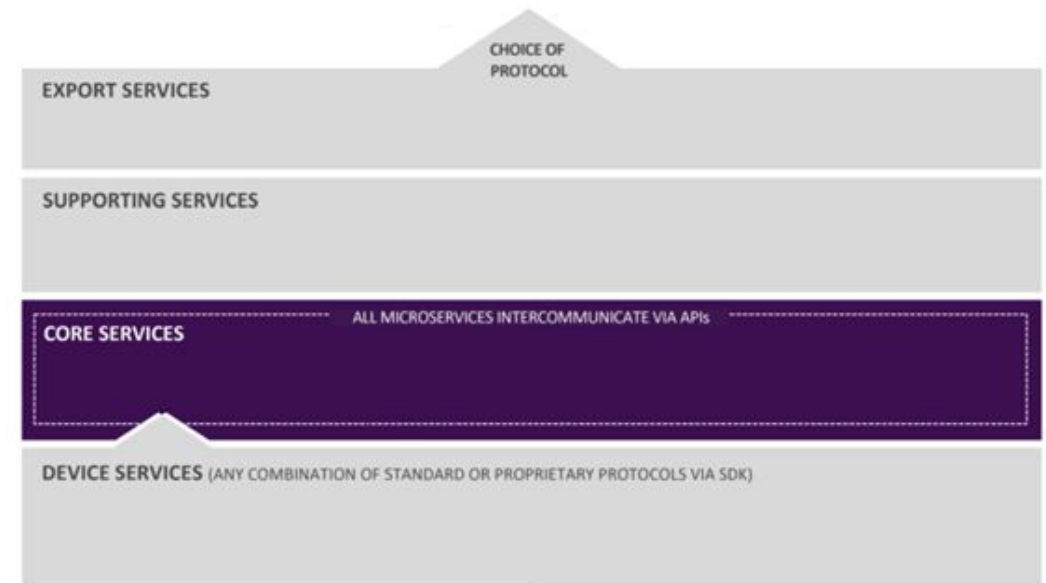 CHOICE OF
PROTOCOL
EXPORT SERVICES
SUPPORTING SERVICES
ALL MICROSERVICES INTERCOMMUNICATE VIA APIs
CORE SERVICES
DEVICE SERVICES (ANY COMBINATION OF STANDARD OR PROPRIETARY PROTOCOLS VIA SDK)